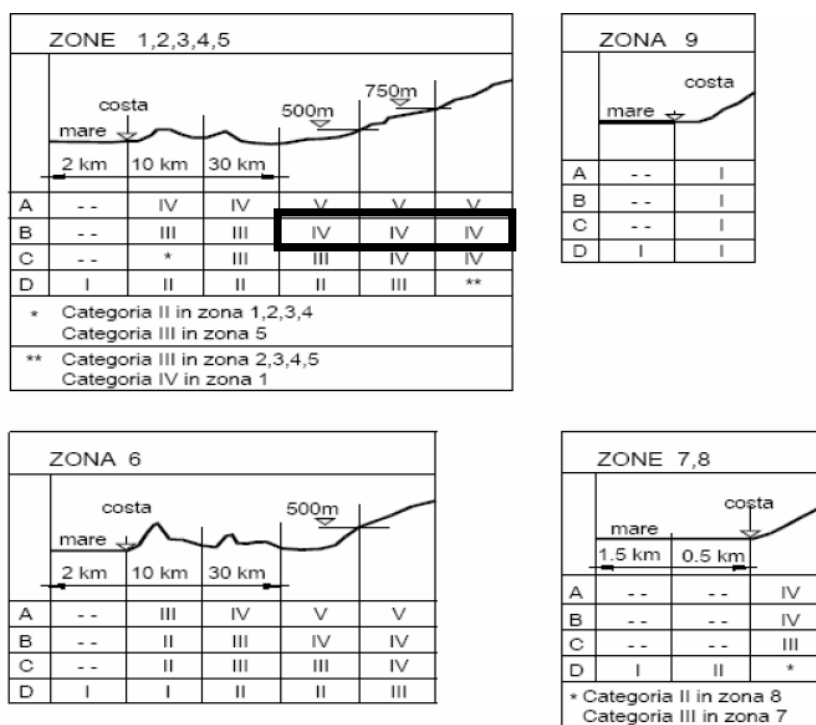 ZONE 1,2,3,4,5
costa
mare
500m
750m
2 km 10 km 30 km
A -- IV IV V V V
B -- III III IV IV IV
C -- * III III IV IV
D I II II II III **
* Categoria II in zona 1,2,3,4
Categoria III in zona 5
** Categoria III in zona 2,3,4,5
Categoria IV in zona 1
ZONA 9
costa
mare
A -- I
B -- I
C -- I
D I I
ZONA 6
costa
500m
mare
2 km 10 km 30 km
A -- III IV V V
B -- II III IV IV
C -- II III III IV
D I I II II III
ZONE 7,8
costa
mare
1.5 km 0.5 km
A -- -- IV
B -- -- IV
C -- -- III
D I II *
* Categoria II in zona 8
Categoria III in zona 7